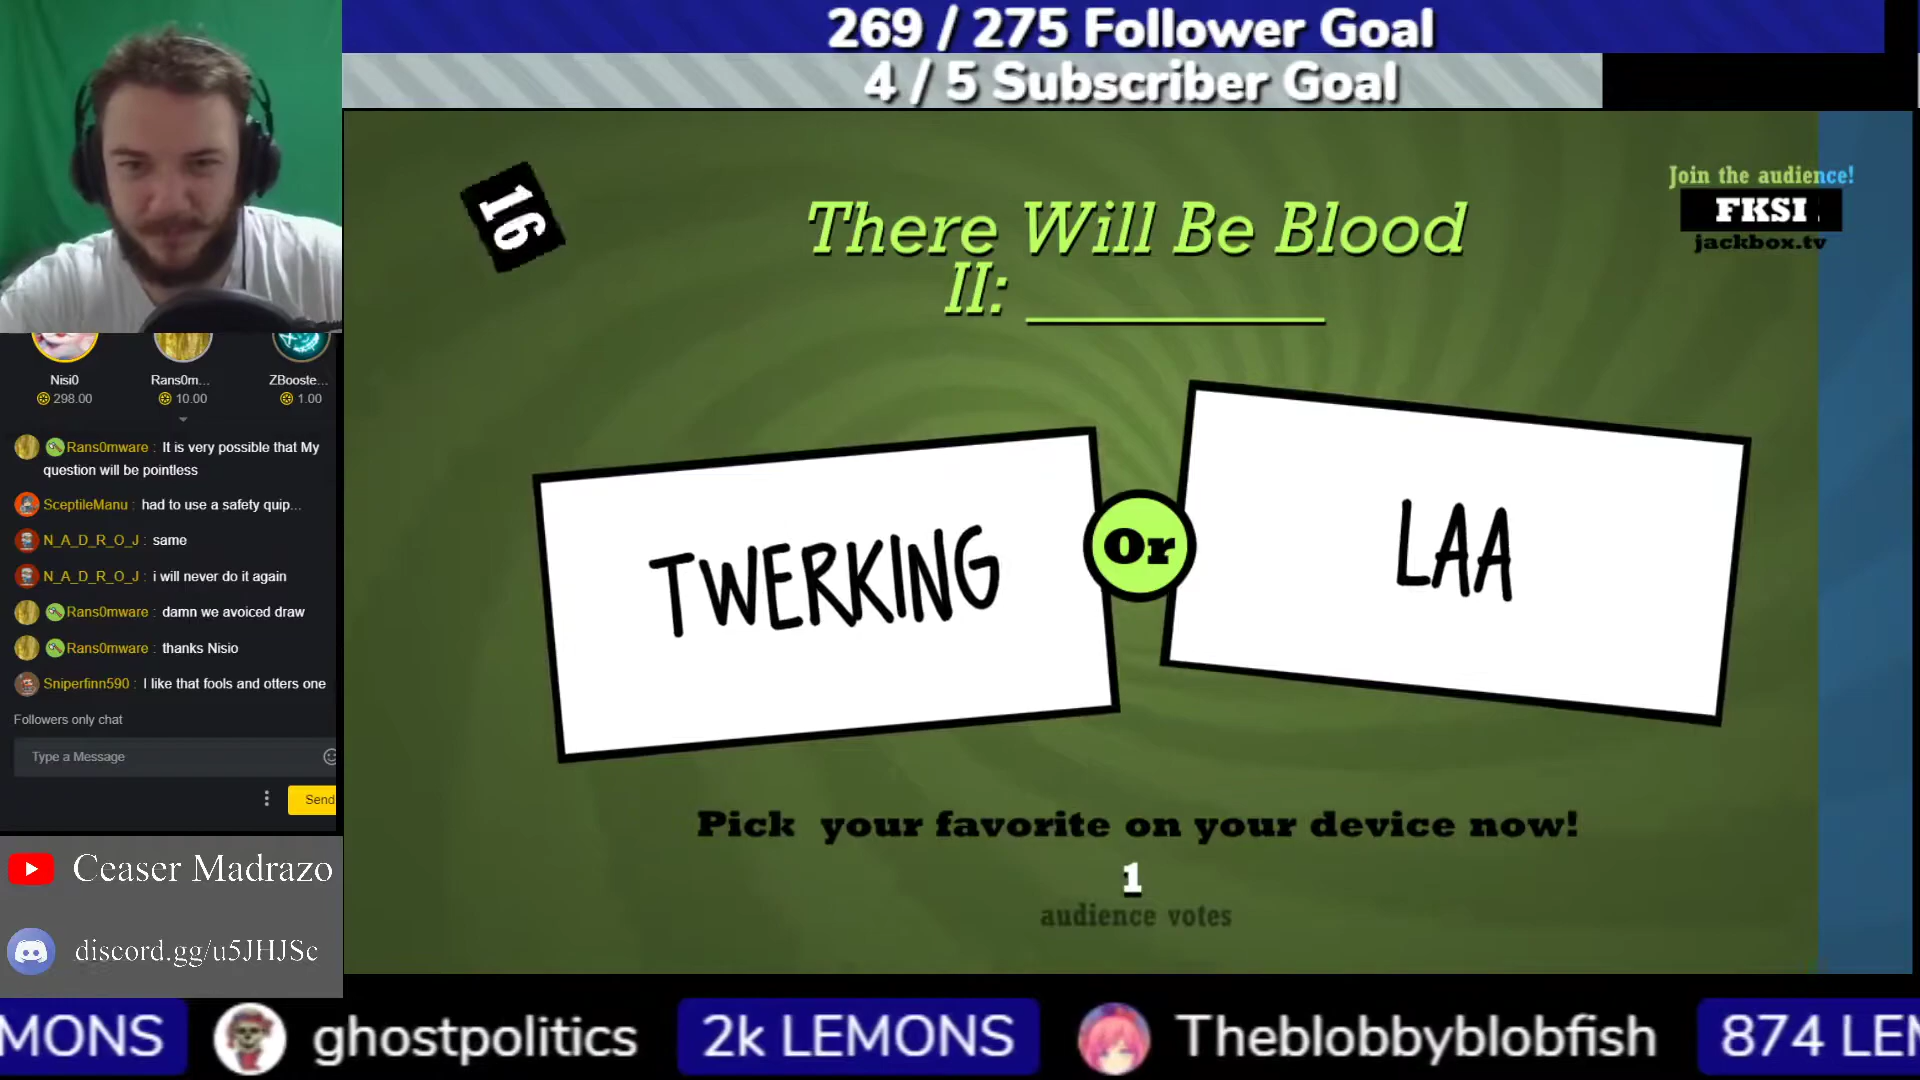 269 / 275 Follower Goal
4 / 5 Subscriber Goal
16
There Will Be Blood
II: __________
Join the audience!
FKSI
jackbox.tv
TWERKING
Or
LAA
Pick your favorite on your device now!
1
audience votes
Nisi0
Rans0m...
ZBooste...
298.00
10.00
1.00
Rans0mware : It is very possible that My
question will be pointless
SceptileManu : had to use a safety quip...
N_A_D_R_O_J : same
N_A_D_R_O_J : i will never do it again
Rans0mware : damn we avoiced draw
Rans0mware : thanks Nisio
Sniperfinn590 : I like that fools and otters one
Followers only chat
Type a Message
Send
Ceaser Madrazo
discord.gg/u5JHJSc
MONS
ghostpolitics
2k LEMONS
Theblobbyblobfish
874 LE